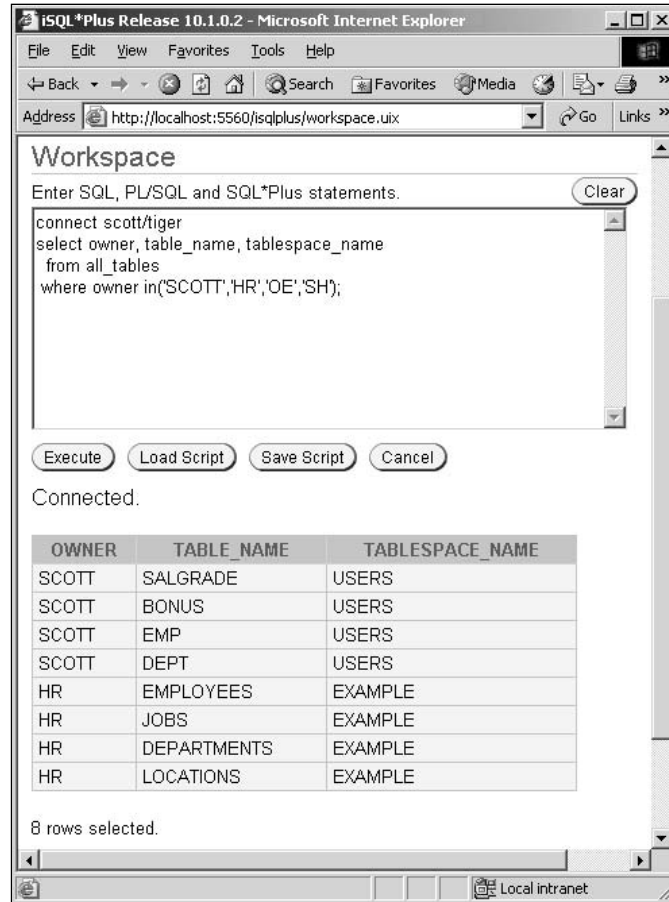 iSQL*Plus Release 10.1.0.2 - Microsoft Internet Explorer
File Edit View Favorites Tools Help
Back Search Favorites Media
Address http://localhost:5560/isqlplus/workspace.uix Go Links
Workspace
Enter SQL, PL/SQL and SQL*Plus statements. Clear
connect scott/tiger
select owner, table_name, tablespace_name
from all_tables
where owner in('SCOTT','HR','OE','SH');
Execute Load Script Save Script Cancel
Connected.
OWNER TABLE_NAME TABLESPACE_NAME
SCOTT SALGRADE USERS
SCOTT BONUS USERS
SCOTT EMP USERS
SCOTT DEPT USERS
HR EMPLOYEES EXAMPLE
HR JOBS EXAMPLE
HR DEPARTMENTS EXAMPLE
HR LOCATIONS EXAMPLE
8 rows selected.
Local intranet